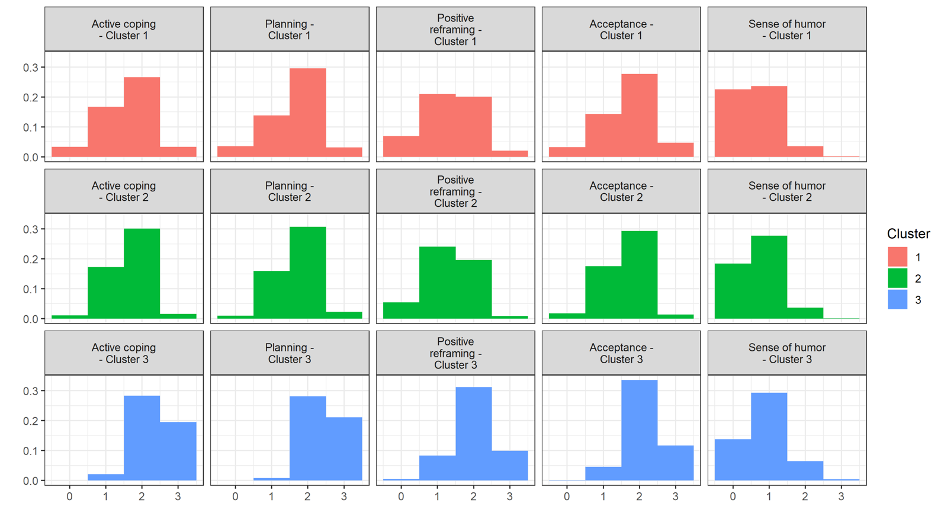 Active coping
- Cluster 1
Planning -
Cluster 1
Positive
reframing -
Cluster 1
Acceptance -
Cluster 1
Sense of humor
- Cluster 1
0.3
0.2
0.1
0.0
Active coping
- Cluster 2
Planning -
Cluster 2
Positive
reframing -
Cluster 2
Acceptance -
Cluster 2
Sense of humor
- Cluster 2
0.3
0.2
0.1
0.0
Active coping
- Cluster 3
Planning -
Cluster 3
Positive
reframing -
Cluster 3
Acceptance -
Cluster 3
Sense of humor
- Cluster 3
0.3
0.2
0.1
0.0
0 1 2 3
0 1 2 3
0 1 2 3
0 1 2 3
0 1 2 3
Cluster
1
2
3